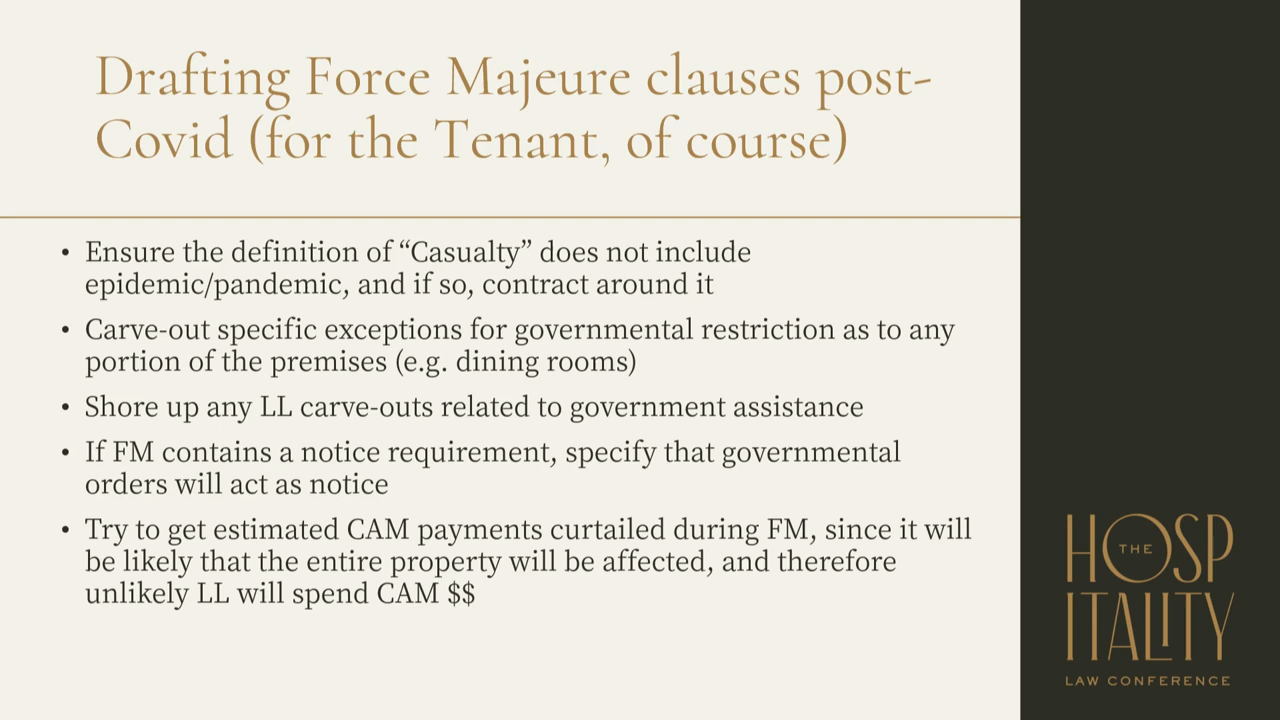 Drafting Force Majeure clauses post-
Covid (for the Tenant, of course)
• Ensure the definition of “Casualty” does not include
epidemic/pandemic, and if so, contract around it
• Carve-out specific exceptions for governmental restriction as to any
portion of the premises (e.g. dining rooms)
• Shore up any LL carve-outs related to government assistance
• If FM contains a notice requirement, specify that governmental
orders will act as notice
• Try to get estimated CAM payments curtailed during FM, since it will
be likely that the entire property will be affected, and therefore
unlikely LL will spend CAM $$
THE
HOSP
ITALITY
LAW CONFERENCE